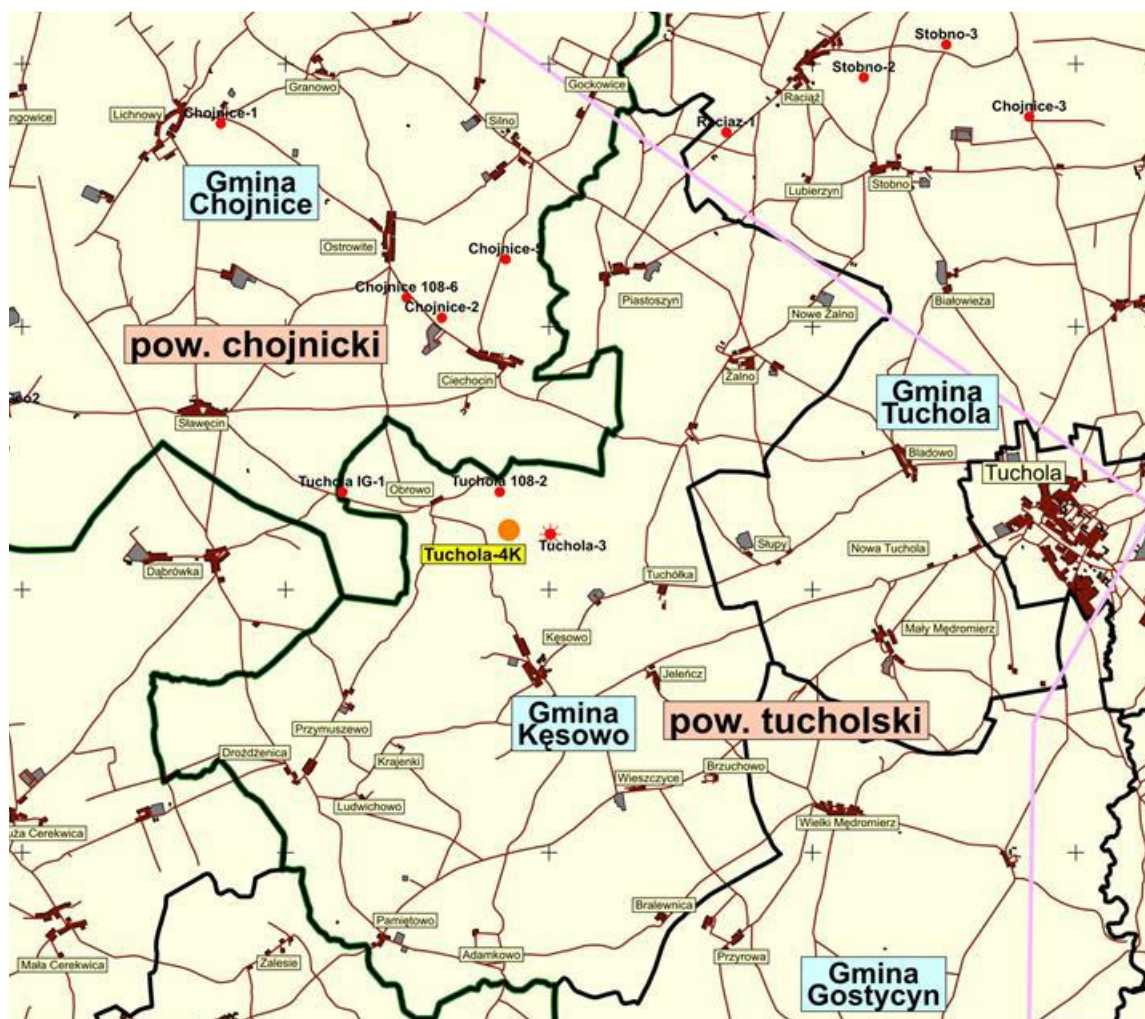 Stobno-3
Stobno-2
Gockowice
Granowo
Raciąż
Lichnowy
Chojnice-1
Chojnice-3
ngowice
Silno
Raciaz-1
Gmina
Chojnice
Lubierzyn
Stobno
Ostrowite
Chojnice-5
Piastoszyn
Chojnice 108-6
Chojnice-2
Nowe Żalno
Białowieża
pow. chojnicki
Ciechocin
Żalno
Gmina
Tuchola
Sławęcin
Bladowo
Tuchola
Tuchola IG-1
Obrowo
Tuchola 108-2
Tuchola-4K
Tuchola-3
Słupy
Nowa Tuchola
Dąbrówka
Tuchółka
Kęsowo
Mały Mędromierz
Jeleńcz
Gmina
Kęsowo
pow. tucholski
Przymuszewo
Drożdżenica
Krajenki
Brzuchowo
Wieszczyce
Ludwichowo
Wielki Mędromierz
uża Cerekwica
Bralewnica
Pamiętowo
Adamkowo
Przyrowa
Zalesie
Mała Cerekwica
Gmina
Gostycyn